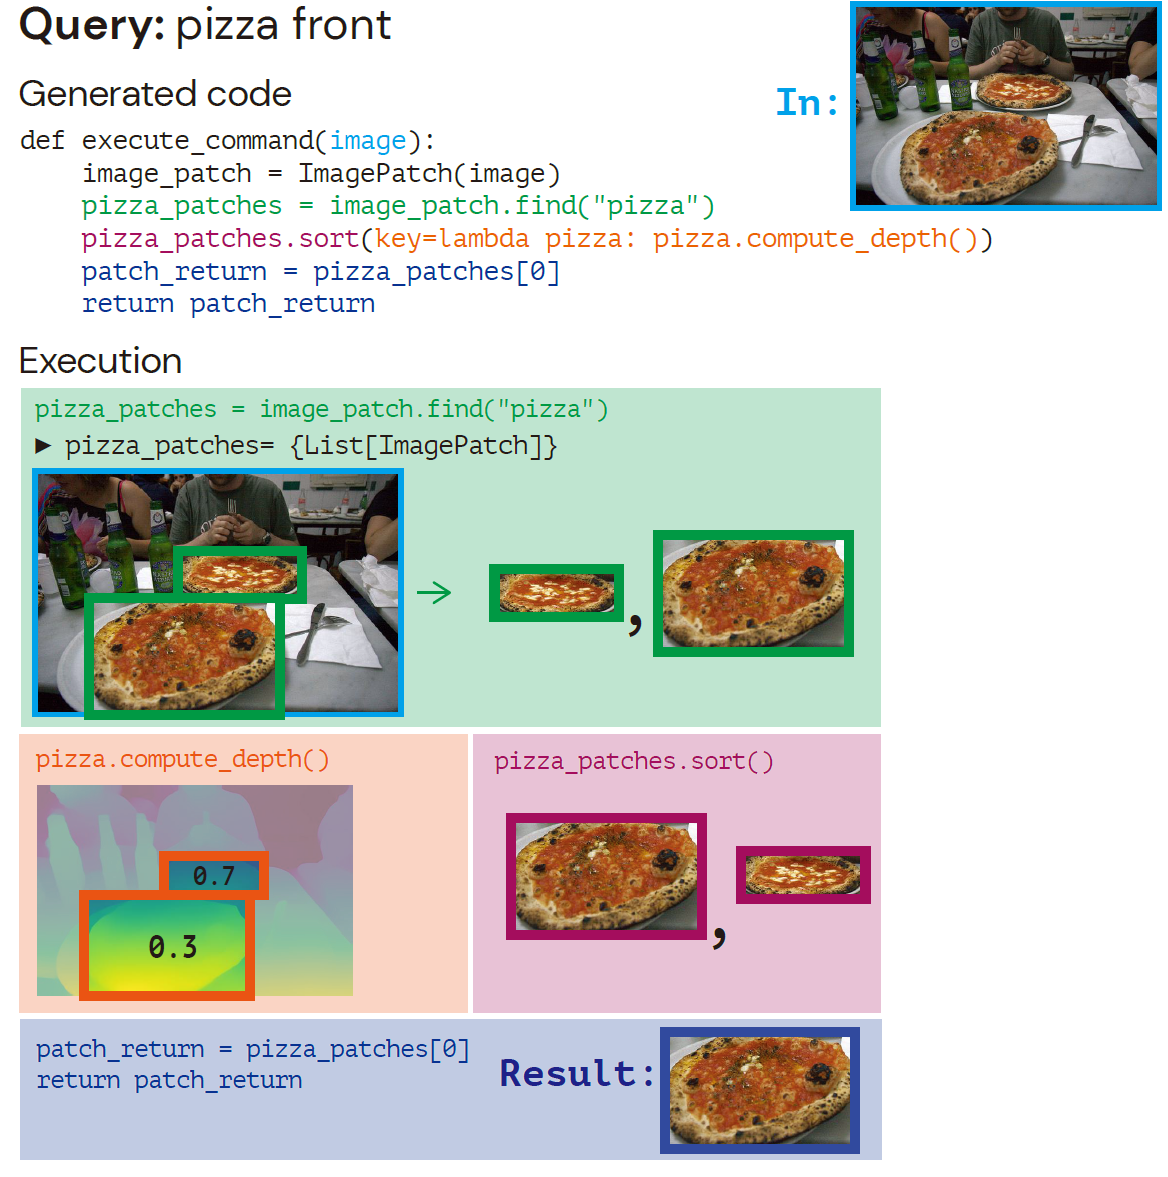 Query: pizza front
Generated code
In:
def execute_command(image):
    image_patch = ImagePatch(image)
    pizza_patches = image_patch.find("pizza")
    pizza_patches.sort(key=lambda pizza: pizza.compute_depth())
    patch_return = pizza_patches[0]
    return patch_return
Execution
pizza_patches = image_patch.find("pizza")
▶ pizza_patches= {List[ImagePatch]}
,
pizza.compute_depth()
0.7
0.3
pizza_patches.sort()
,
patch_return = pizza_patches[0]
return patch_return
Result: